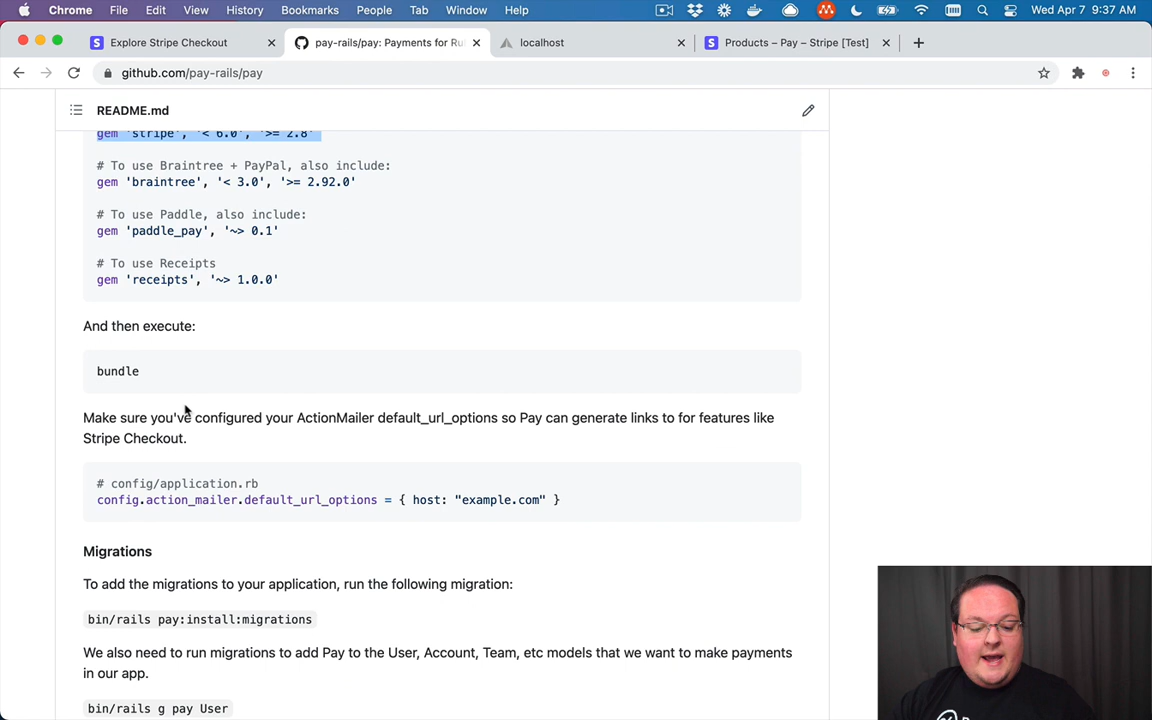 Chrome File Edit View History Bookmarks People Tab Window Help Wed Apr 7 9:37 AM
Explore Stripe Checkout
pay-rails/pay: Payments for Ru
localhost
Products – Pay – Stripe [Test]
github.com/pay-rails/pay
README.md
gem 'stripe', '< 6.0', '>= 2.8'
# To use Braintree + PayPal, also include:
gem 'braintree', '< 3.0', '>= 2.92.0'
# To use Paddle, also include:
gem 'paddle_pay', '~> 0.1'
# To use Receipts
gem 'receipts', '~> 1.0.0'
And then execute:
bundle
Make sure you've configured your ActionMailer default_url_options so Pay can generate links to for features like
Stripe Checkout.
# config/application.rb
config.action_mailer.default_url_options = { host: "example.com" }
Migrations
To add the migrations to your application, run the following migration:
bin/rails pay:install:migrations
We also need to run migrations to add Pay to the User, Account, Team, etc models that we want to make payments
in our app.
bin/rails g pay User